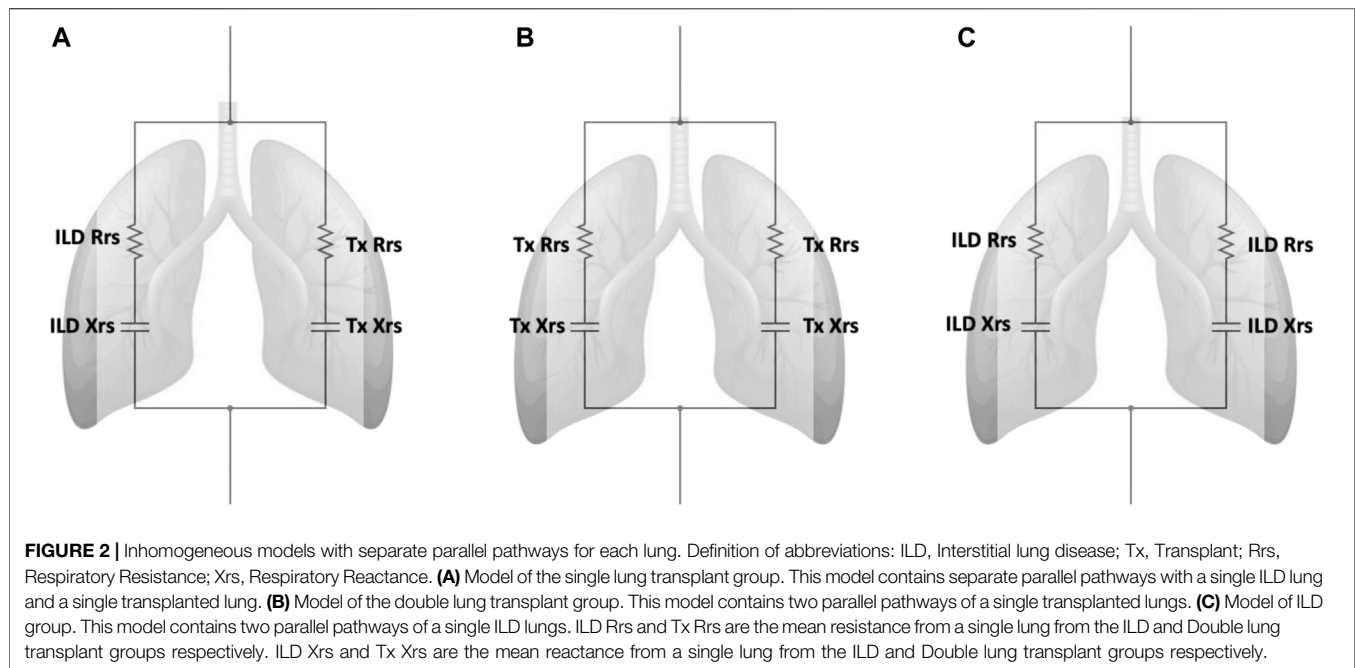 A
B
C
ILD Rrs
Tx Rrs
ILD Xrs
Tx Xrs
Tx Rrs
Tx Rrs
Tx Xrs
Tx Xrs
ILD Rrs
ILD Rrs
ILD Xrs
ILD Xrs
FIGURE 2 | Inhomogeneous models with separate parallel pathways for each lung. Definition of abbreviations: ILD, Interstitial lung disease; Tx, Transplant; Rrs,
Respiratory Resistance; Xrs, Respiratory Reactance. (A) Model of the single lung transplant group. This model contains separate parallel pathways with a single ILD lung
and a single transplanted lung. (B) Model of the double lung transplant group. This model contains two parallel pathways of a single transplanted lungs. (C) Model of ILD
group. This model contains two parallel pathways of a single ILD lungs. ILD Rrs and Tx Rrs are the mean resistance from a single lung from the ILD and Double lung
transplant groups respectively. ILD Xrs and Tx Xrs are the mean reactance from a single lung from the ILD and Double lung transplant groups respectively.